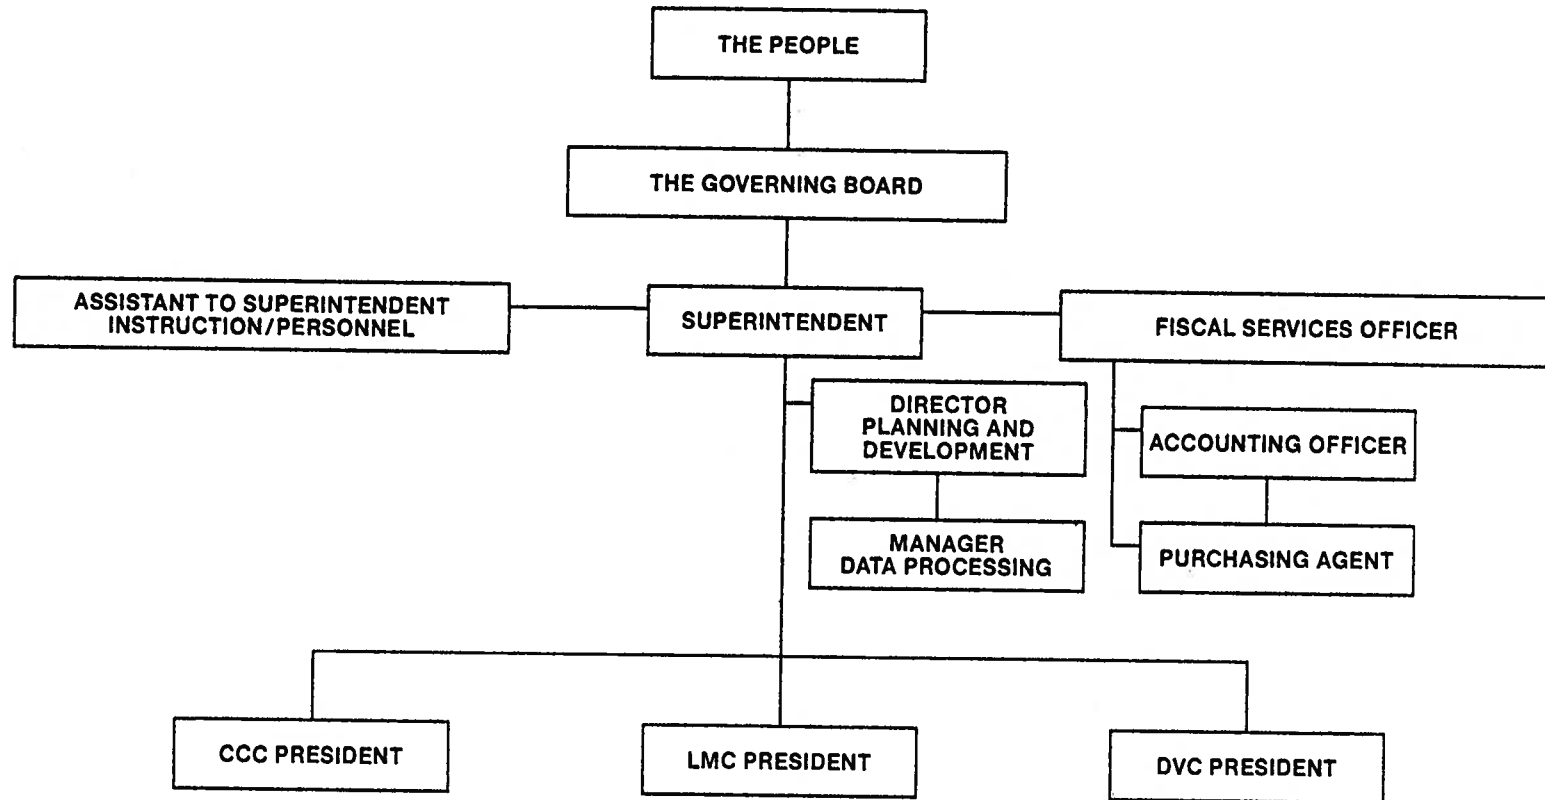 THE PEOPLE
THE GOVERNING BOARD
ASSISTANT TO SUPERINTENDENT
INSTRUCTION/PERSONNEL
SUPERINTENDENT
FISCAL SERVICES OFFICER
DIRECTOR
PLANNING AND
DEVELOPMENT
ACCOUNTING OFFICER
MANAGER
DATA PROCESSING
PURCHASING AGENT
CCC PRESIDENT
LMC PRESIDENT
DVC PRESIDENT